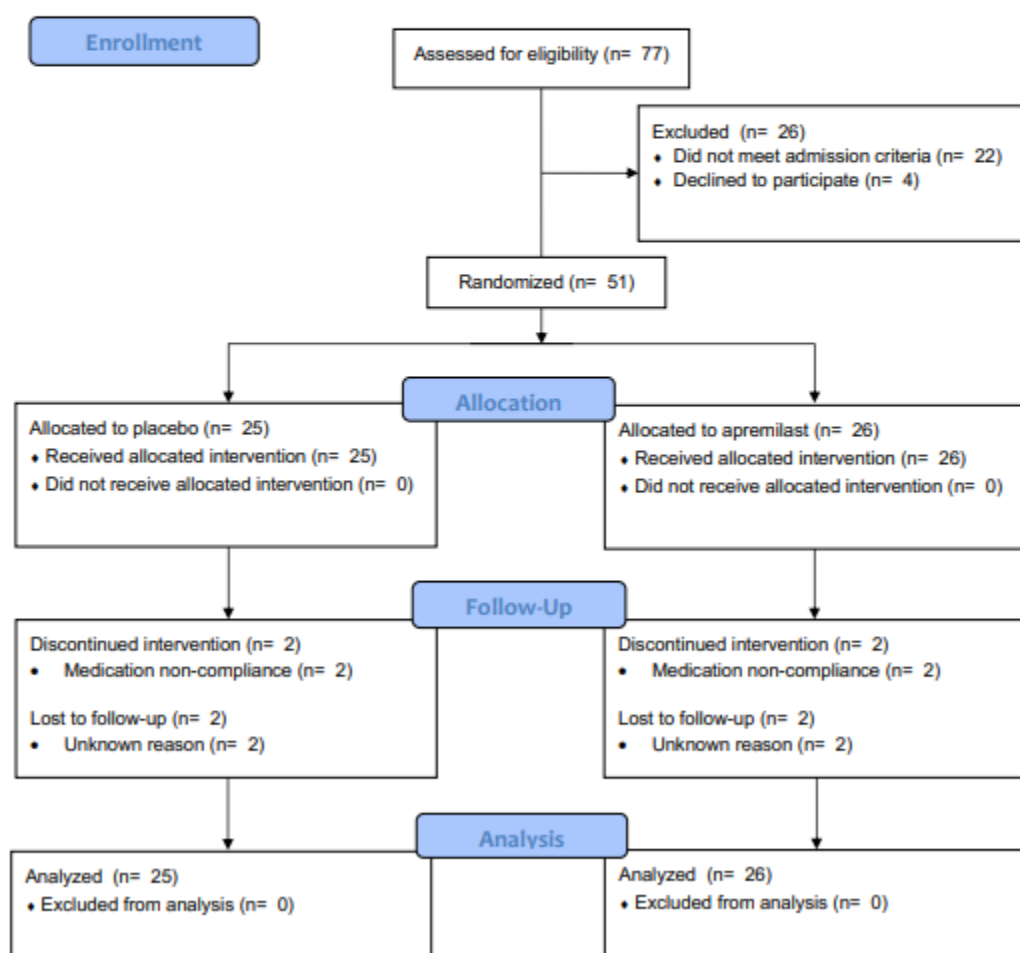 Enrollment
Assessed for eligibility (n= 77)
Excluded (n= 26)
⬧ Did not meet admission criteria (n= 22)
⬧ Declined to participate (n= 4)
Randomized (n= 51)
Allocation
Allocated to placebo (n= 25)
⬧ Received allocated intervention (n= 25)
⬧ Did not receive allocated intervention (n= 0)
Allocated to apremilast (n= 26)
⬧ Received allocated intervention (n= 26)
⬧ Did not receive allocated intervention (n= 0)
Follow-Up
Discontinued intervention (n= 2)
• Medication non-compliance (n= 2)
Lost to follow-up (n= 2)
• Unknown reason (n= 2)
Discontinued intervention (n= 2)
• Medication non-compliance (n= 2)
Lost to follow-up (n= 2)
• Unknown reason (n= 2)
Analysis
Analyzed (n= 25)
⬧ Excluded from analysis (n= 0)
Analyzed (n= 26)
⬧ Excluded from analysis (n= 0)